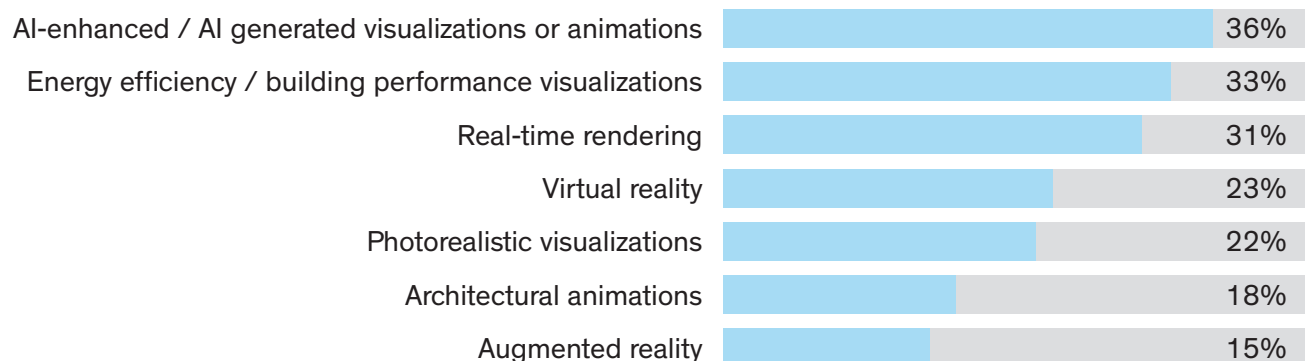 AI-enhanced / AI generated visualizations or animations 36%
Energy efficiency / building performance visualizations 33%
Real-time rendering 31%
Virtual reality 23%
Photorealistic visualizations 22%
Architectural animations 18%
Augmented reality 15%